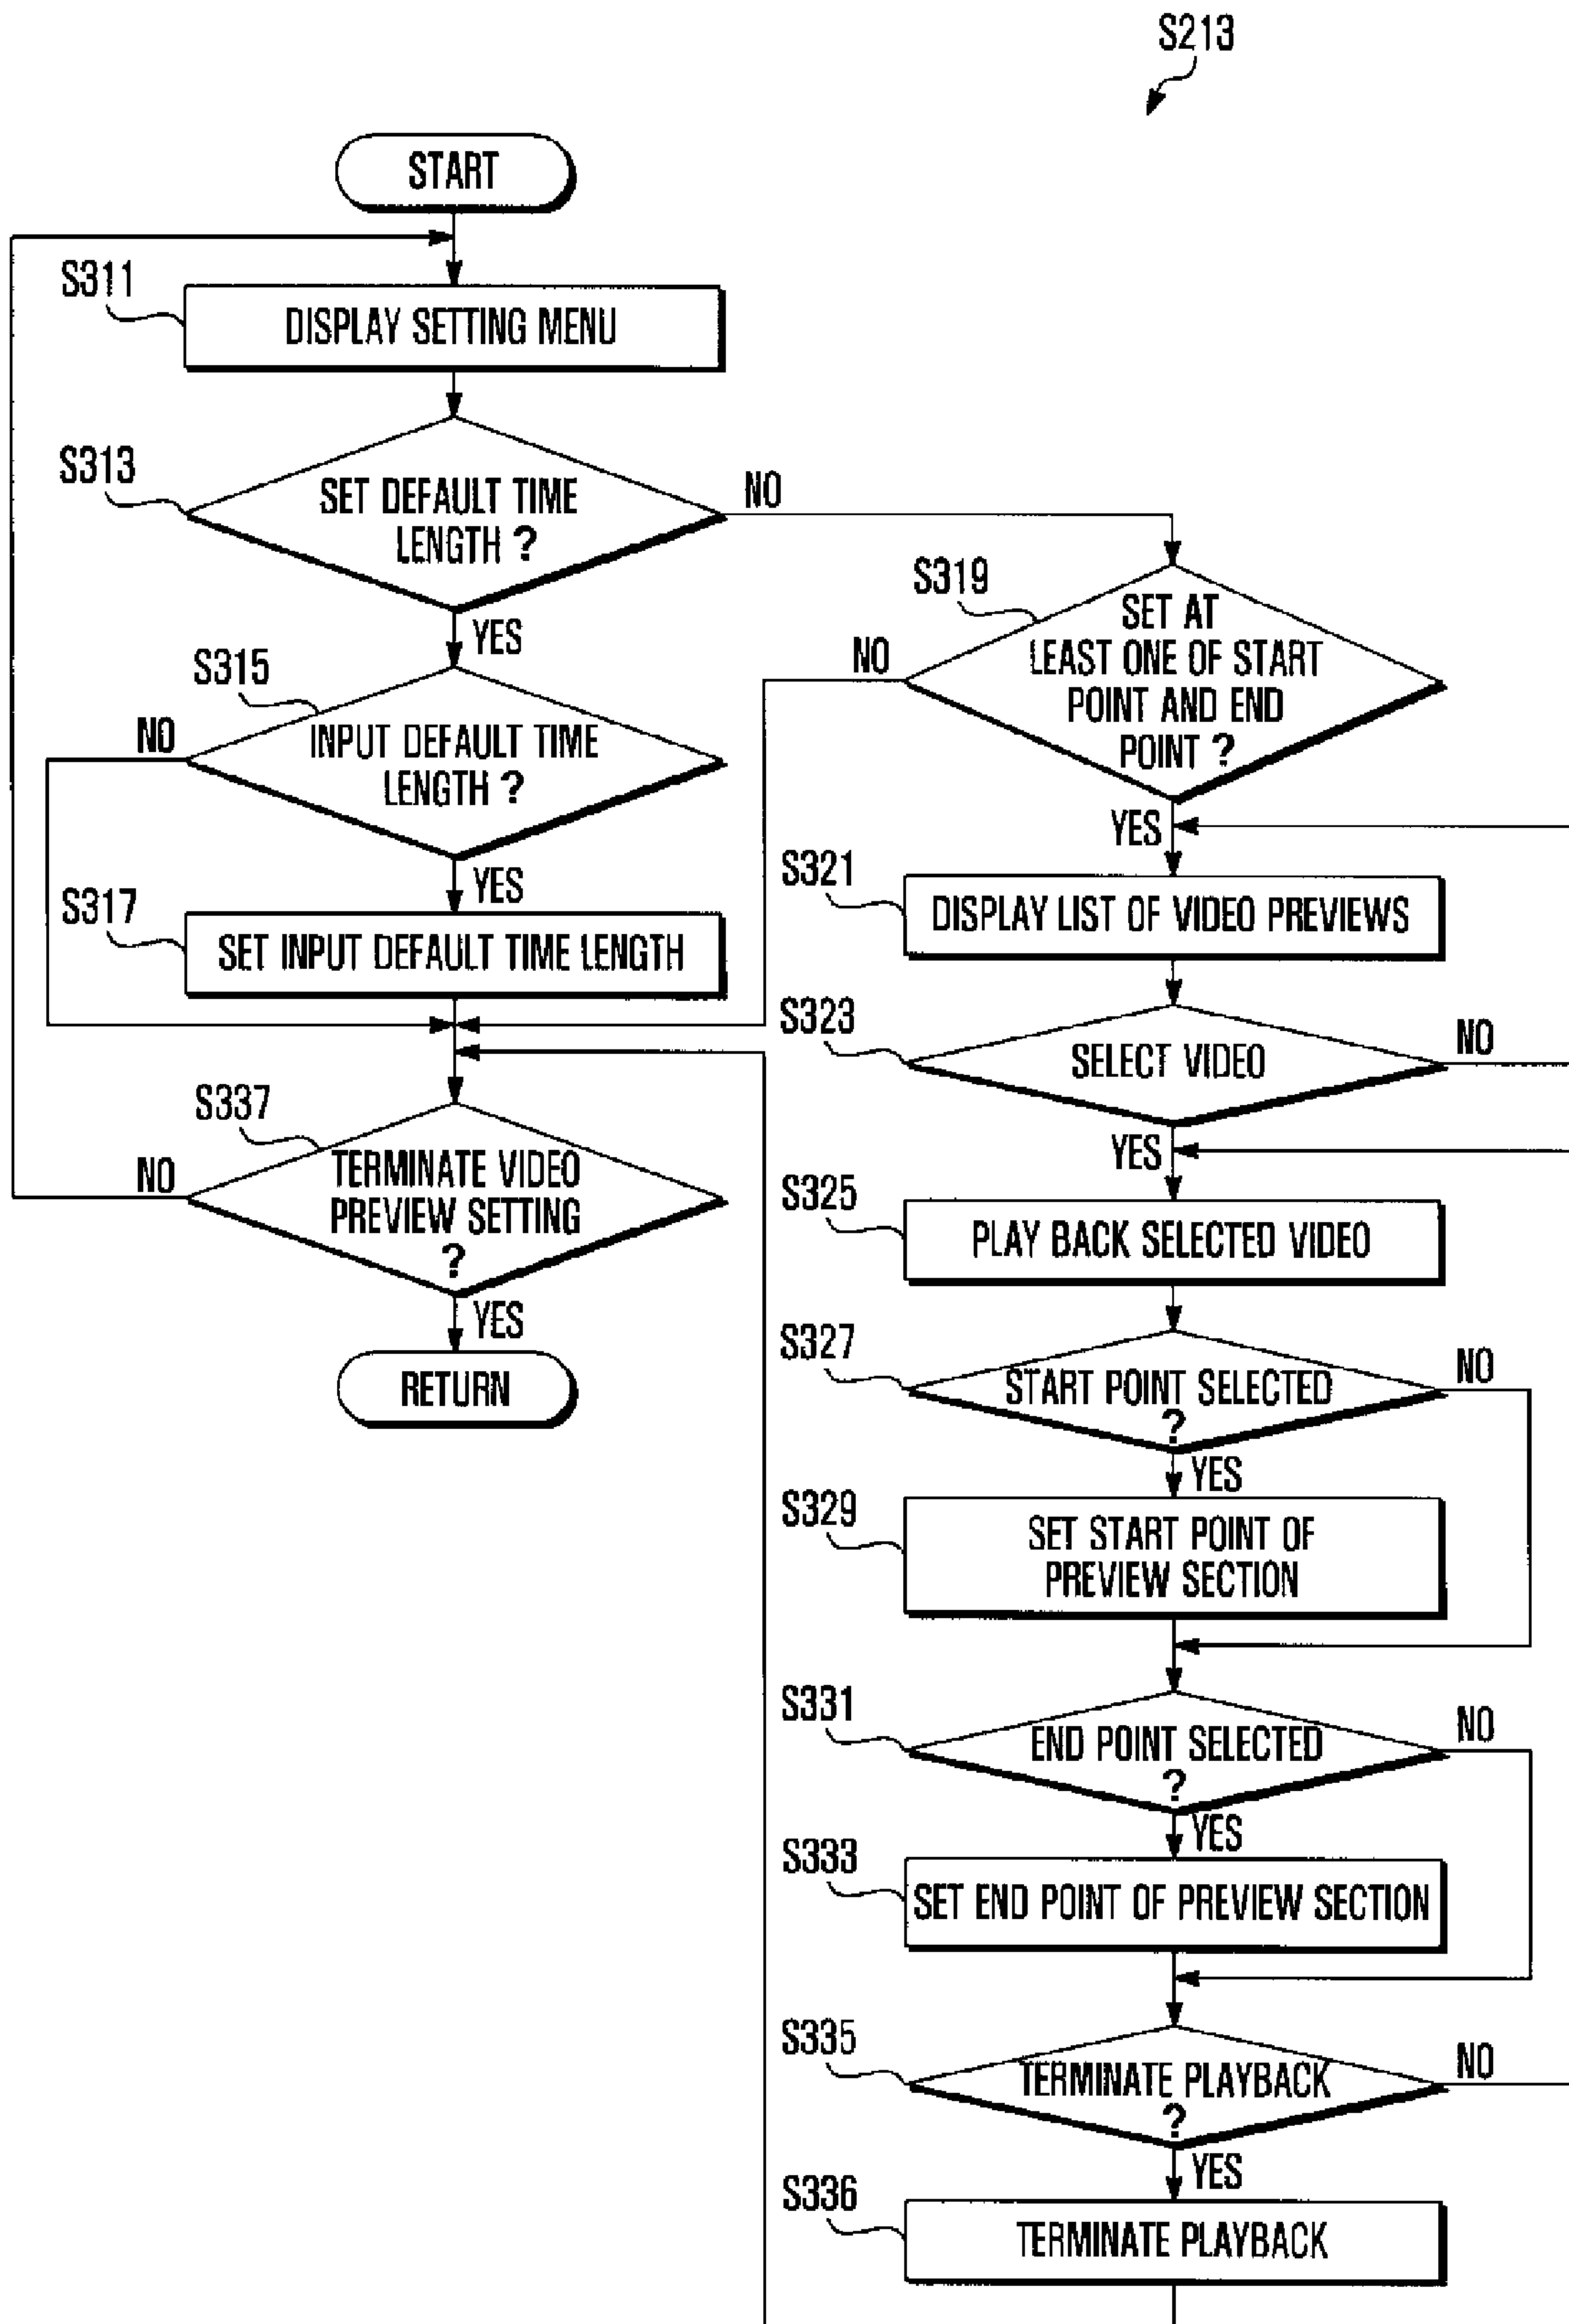 S213
START
S311
DISPLAY SETTING MENU
S313
SET DEFAULT TIME
LENGTH ?
NO
YES
S315
INPUT DEFAULT TIME
LENGTH ?
NO
YES
S317
SET INPUT DEFAULT TIME LENGTH
S337
TERMINATE VIDEO
PREVIEW SETTING
?
NO
YES
RETURN
S319
SET AT
LEAST ONE OF START
POINT AND END
POINT ?
NO
YES
S321
DISPLAY LIST OF VIDEO PREVIEWS
S323
SELECT VIDEO
NO
YES
S325
PLAY BACK SELECTED VIDEO
S327
START POINT SELECTED
?
NO
YES
S329
SET START POINT OF
PREVIEW SECTION
S331
END POINT SELECTED
?
NO
YES
S333
SET END POINT OF PREVIEW SECTION
S335
TERMINATE PLAYBACK
?
NO
YES
S336
TERMINATE PLAYBACK